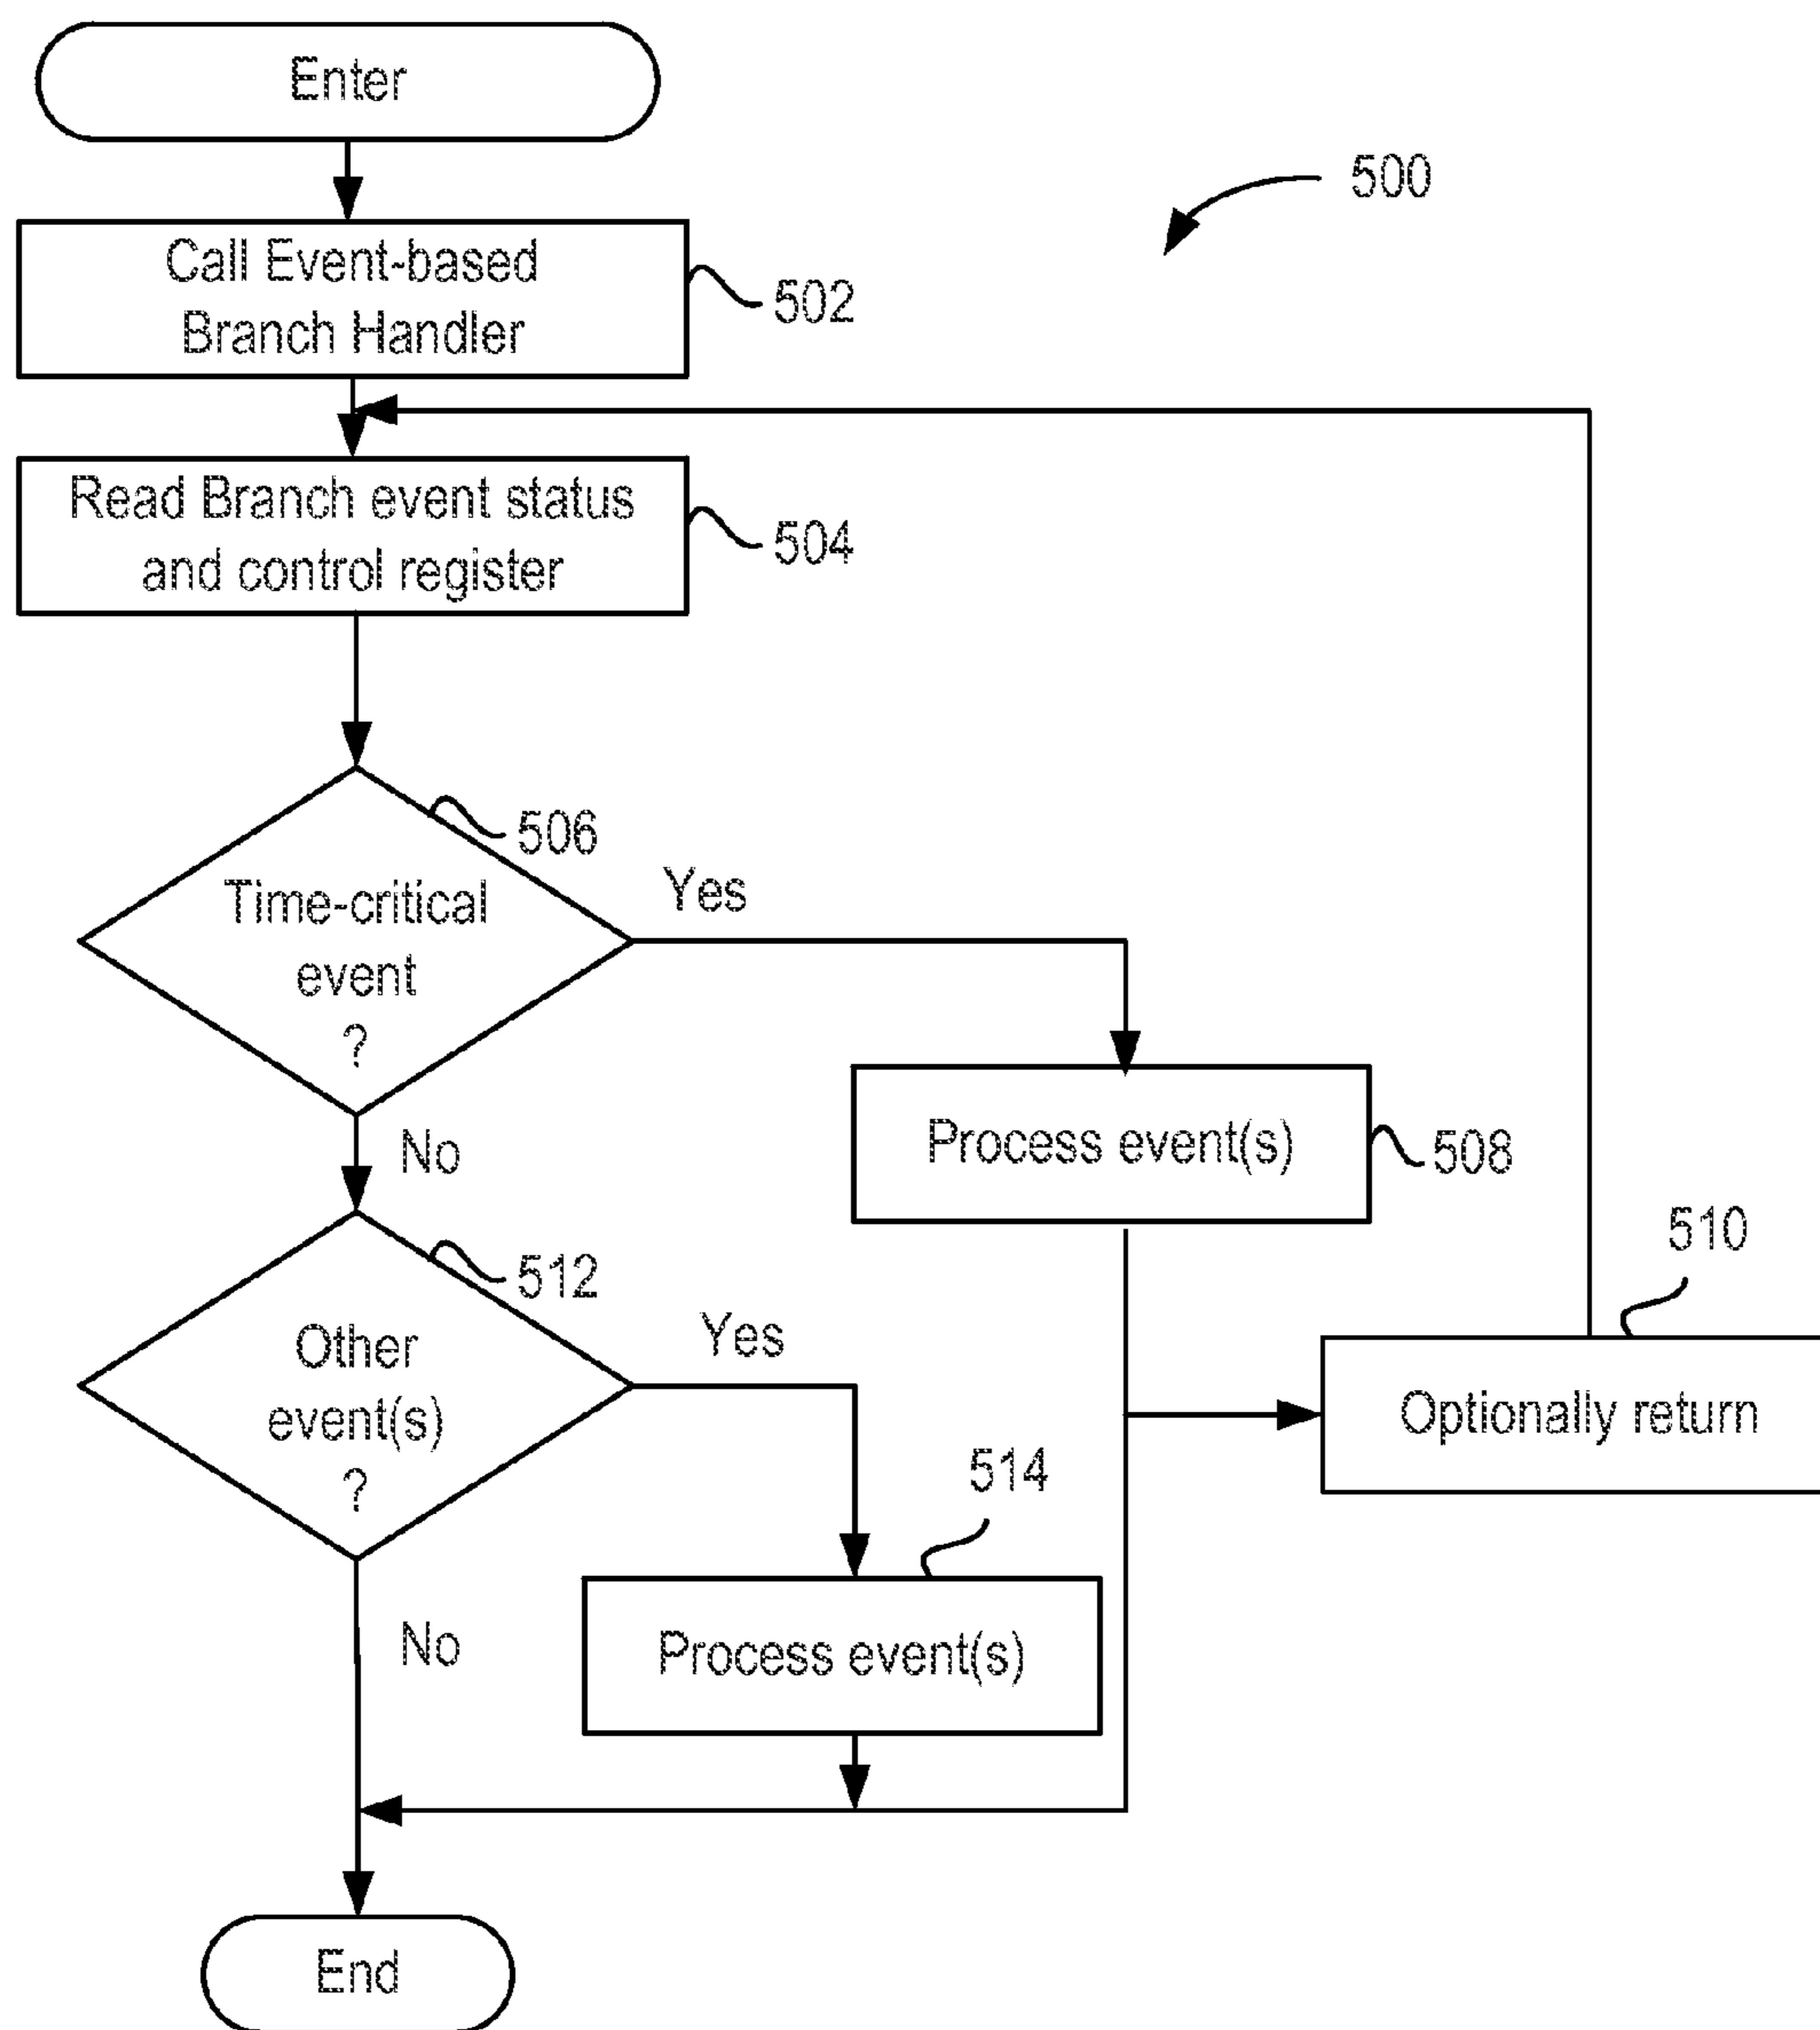 Enter
500
Call Event-based
Branch Handler
502
Read Branch event status
and control register
504
506
Time-critical
event
?
Yes
No
Process event(s)
508
510
Optionally return
512
Other
event(s)
?
Yes
No
514
Process event(s)
End